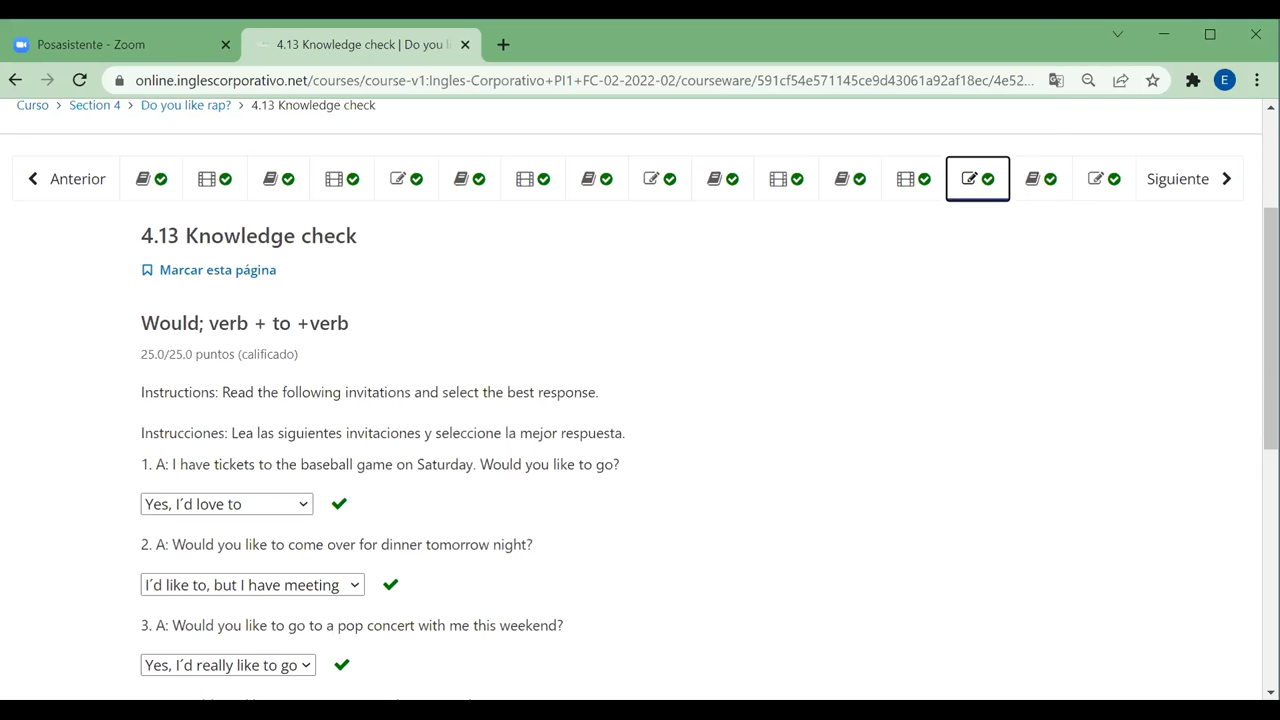 Posasistente - Zoom
4.13 Knowledge check | Do you li
online.inglescorporativo.net/courses/course-v1:Ingles-Corporativo+PI1+FC-02-2022-02/courseware/591cf54e571145ce9d43061a92af18ec/4e52...
E
Curso > Section 4 > Do you like rap? > 4.13 Knowledge check
Anterior
Siguiente
4.13 Knowledge check
Marcar esta página
Would; verb + to +verb
25.0/25.0 puntos (calificado)
Instructions: Read the following invitations and select the best response.
Instrucciones: Lea las siguientes invitaciones y seleccione la mejor respuesta.
1. A: I have tickets to the baseball game on Saturday. Would you like to go?
Yes, I´d love to
2. A: Would you like to come over for dinner tomorrow night?
I´d like to, but I have meeting
3. A: Would you like to go to a pop concert with me this weekend?
Yes, I´d really like to go